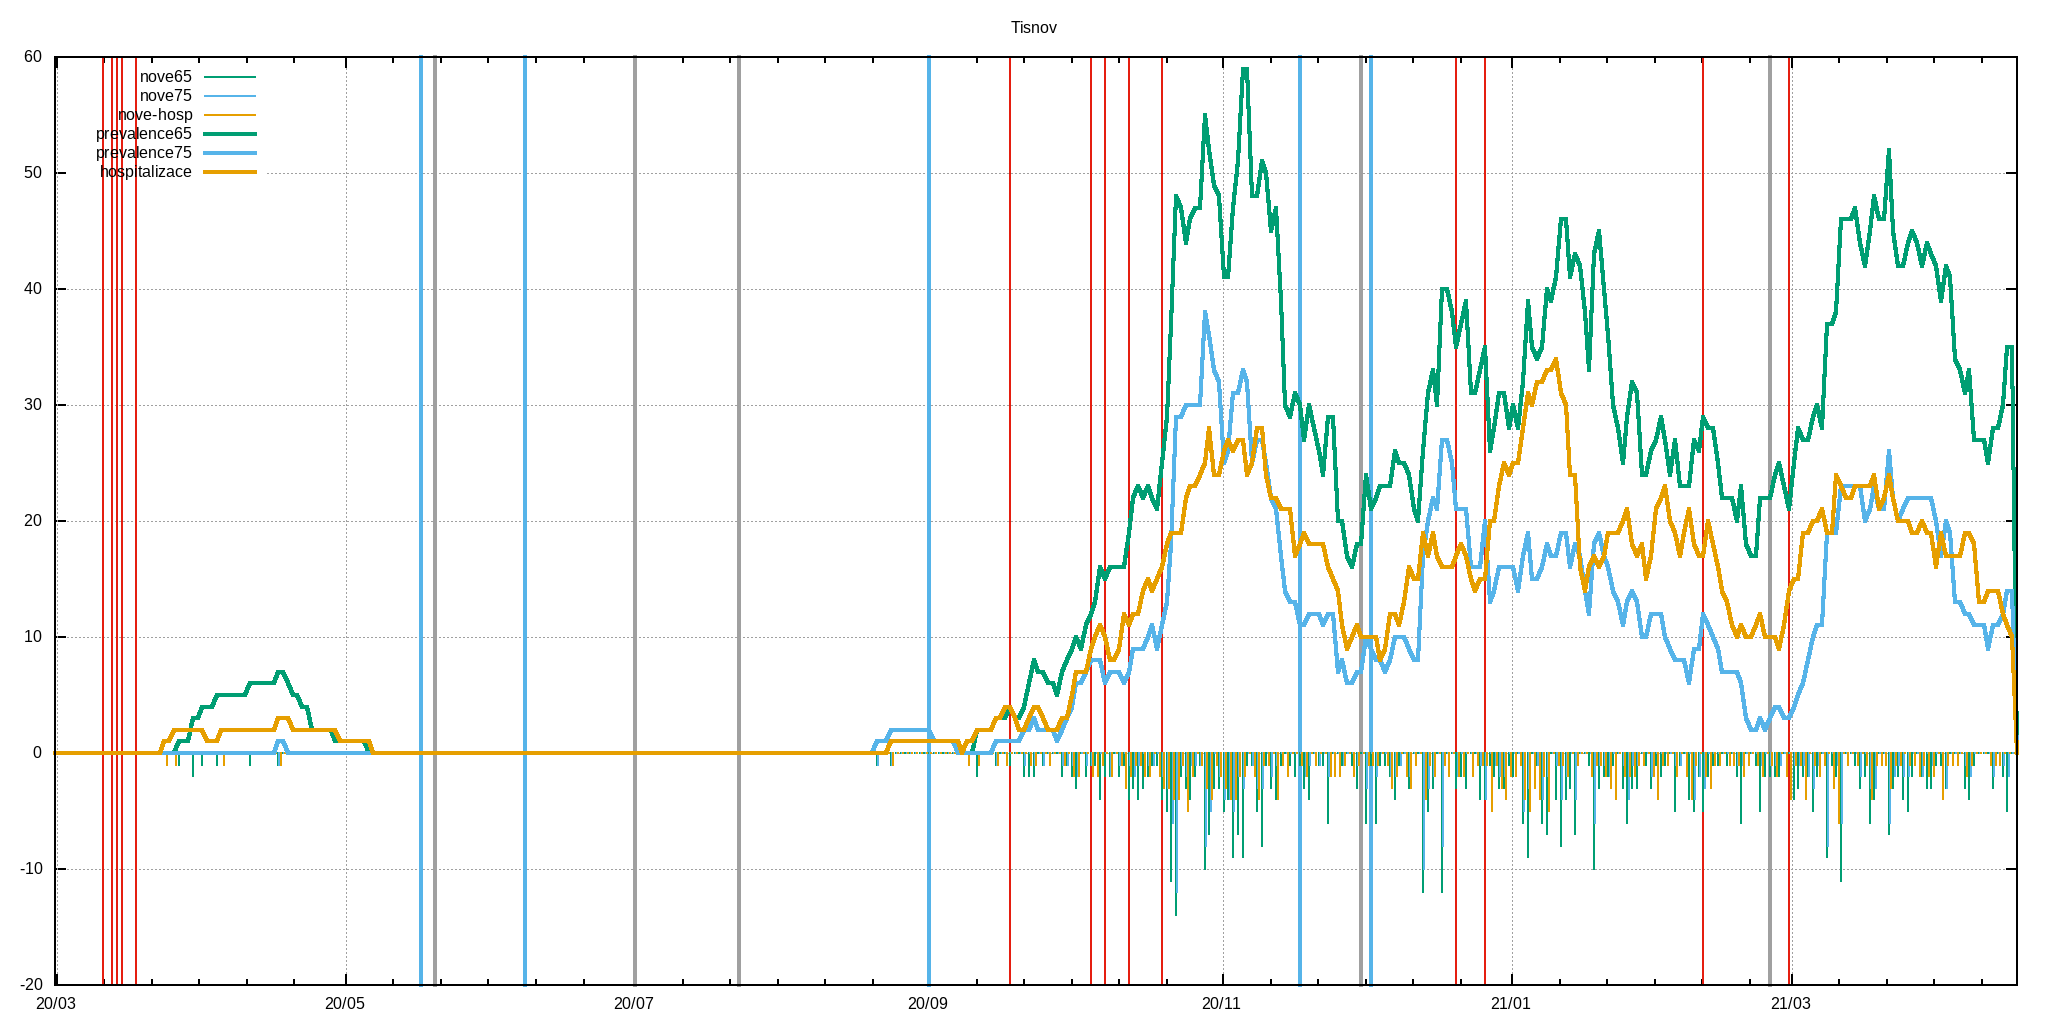 Tisnov
60
50
40
30
20
10
0
-10
-20
nove65
nove75
nove-hosp
prevalence65
prevalence75
hospitalizace
20/03 20/05 20/07 20/09 20/11 21/01 21/03